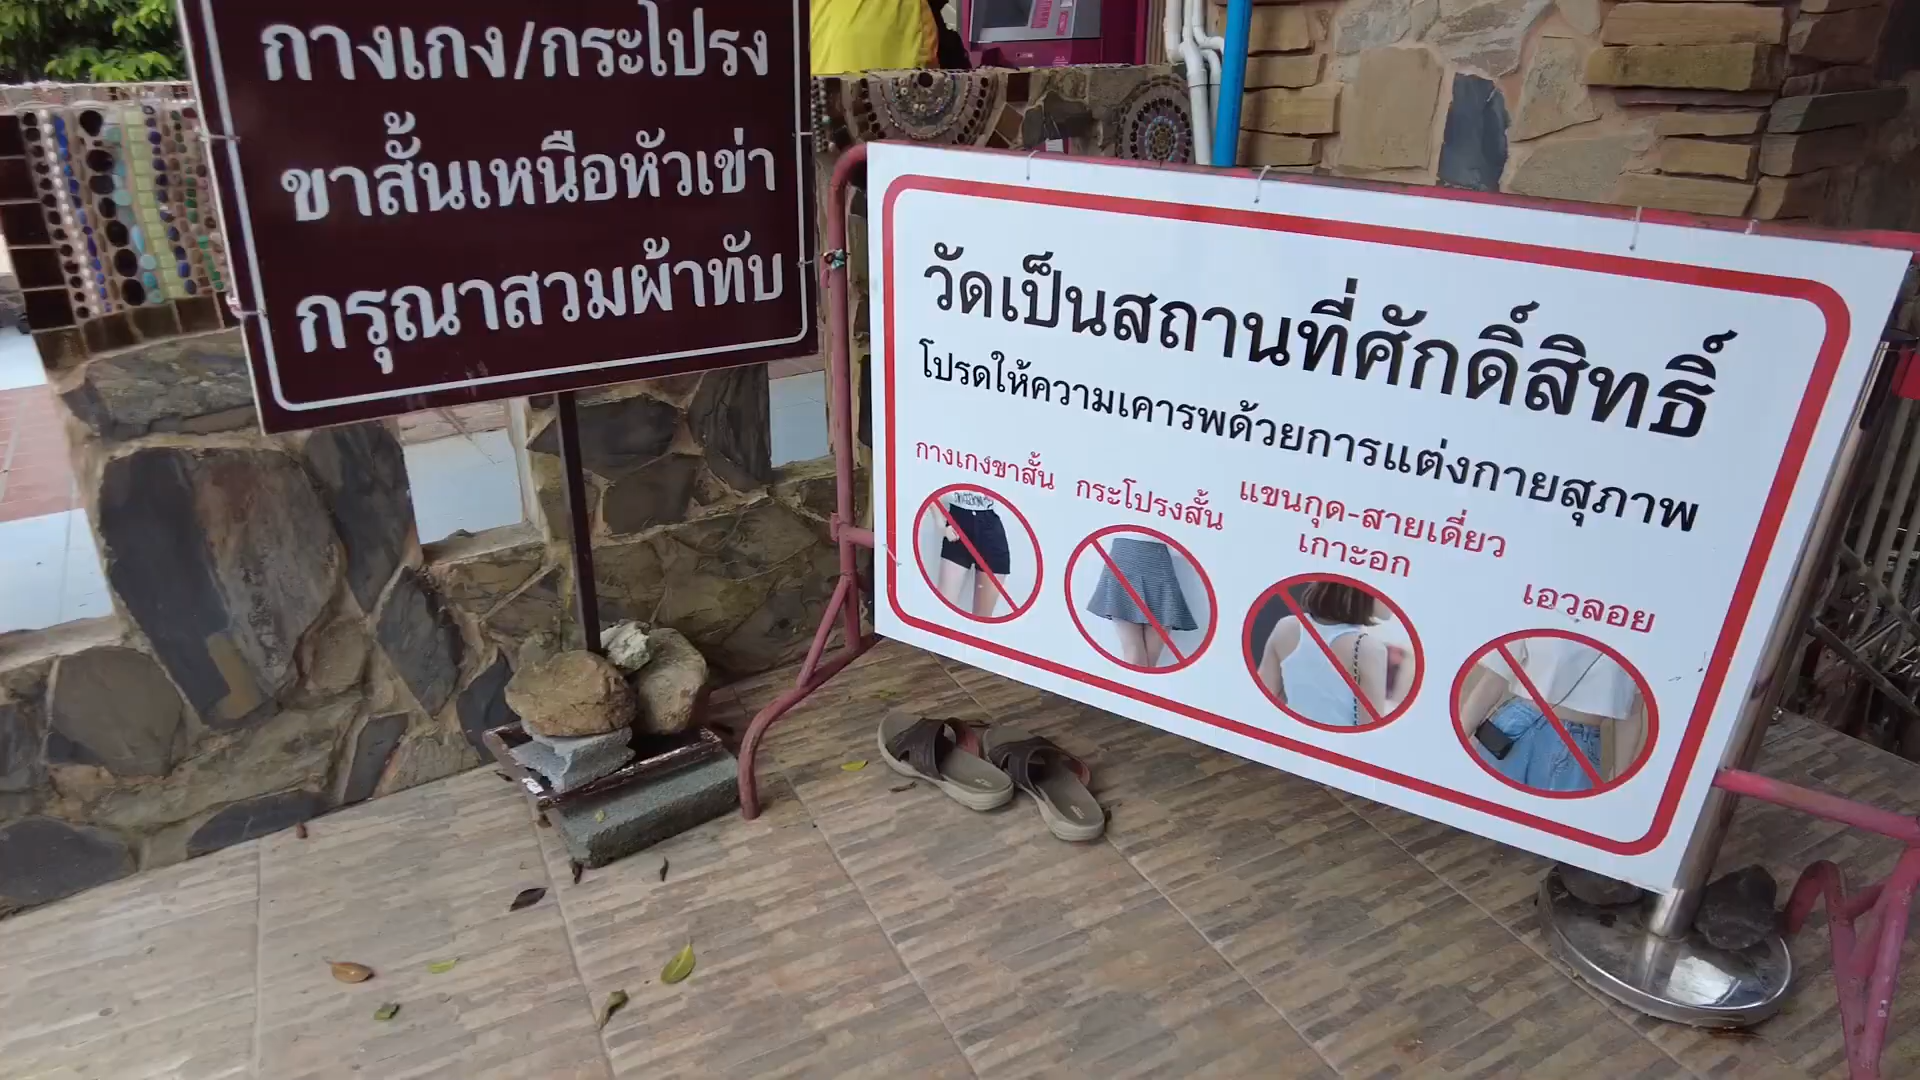 กางเกง/กระโปรง
ขาสั้นเหนือหัวเข่า
กรุณาสวมผ้าทับ
วัดเป็นสถานที่ศักดิ์สิทธิ์
โปรดให้ความเคารพด้วยการแต่งกายสุภาพ
กางเกงขาสั้น
กระโปรงสั้น
แขนกุด-สายเดี่ยว
เกาะอก
เอวลอย